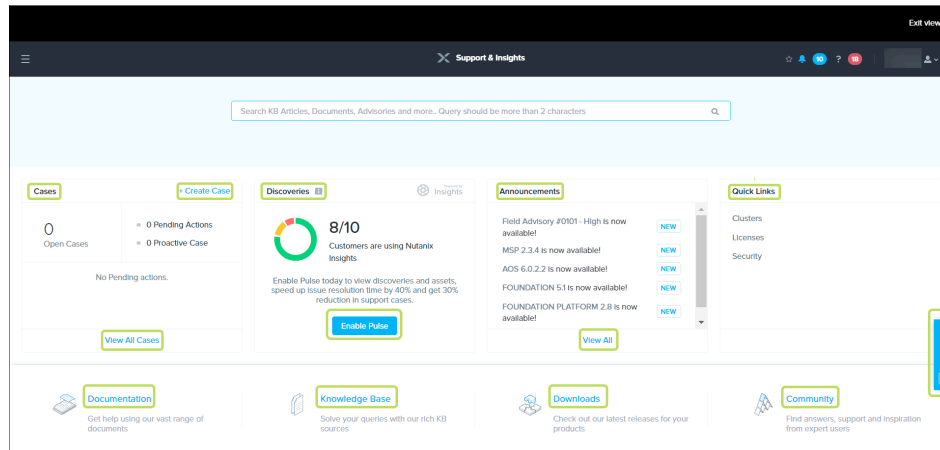 Exit view
Support & Insights
10
?
18
Search KB Articles, Documents, Advisories and more.. Query should be more than 2 characters
Cases
+ Create Case
0
Open Cases
0 Pending Actions
0 Proactive Case
No Pending actions.
View All Cases
Discoveries
Insights
8/10
Customers are using Nutanix
Insights
Enable Pulse today to view discoveries and assets,
speed up issue resolution time by 40% and get 30%
reduction in support cases.
Enable Pulse
Announcements
Field Advisory #0101 - High is now
available!
NEW
MSP 2.3.4 is now available!
NEW
AOS 6.0.2.2 is now available!
NEW
FOUNDATION 5.1 is now available!
NEW
FOUNDATION PLATFORM 2.8 is now
available!
NEW
View All
Quick Links
Clusters
Licenses
Security
Documentation
Get help using our vast range of
documents
Knowledge Base
Solve your queries with our rich KB
sources
Downloads
Check out our latest releases for your
products
Community
Find answers, support and inspiration
from expert users